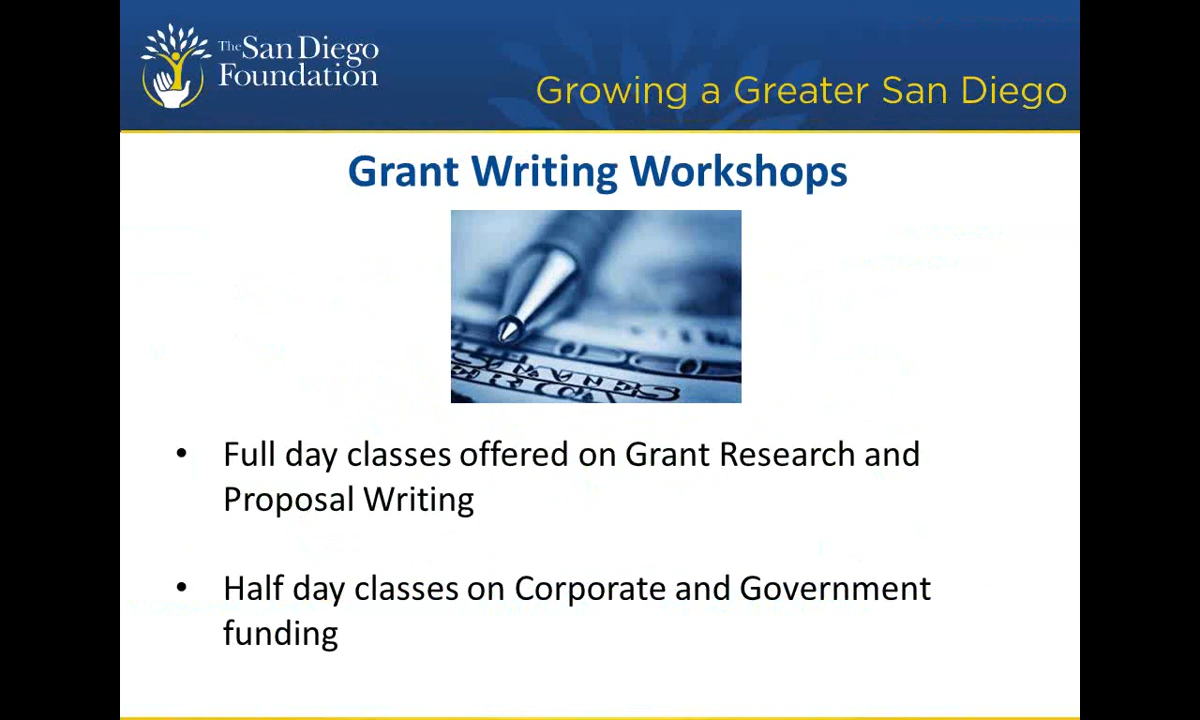 The San Diego
Foundation
Growing a Greater San Diego
Grant Writing Workshops
• Full day classes offered on Grant Research and
Proposal Writing
• Half day classes on Corporate and Government
funding